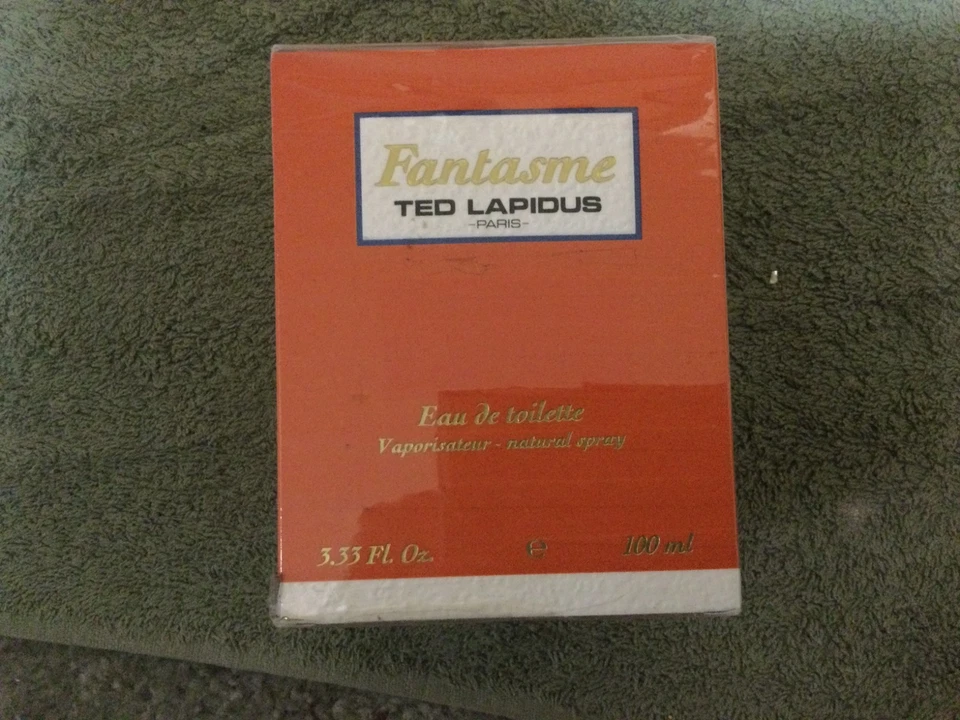 Fantasme
TED LAPIDUS
-PARIS-
Eau de toilette
Vaporisateur - natural spray
3.33 Fl. Oz. ℮ 100 ml